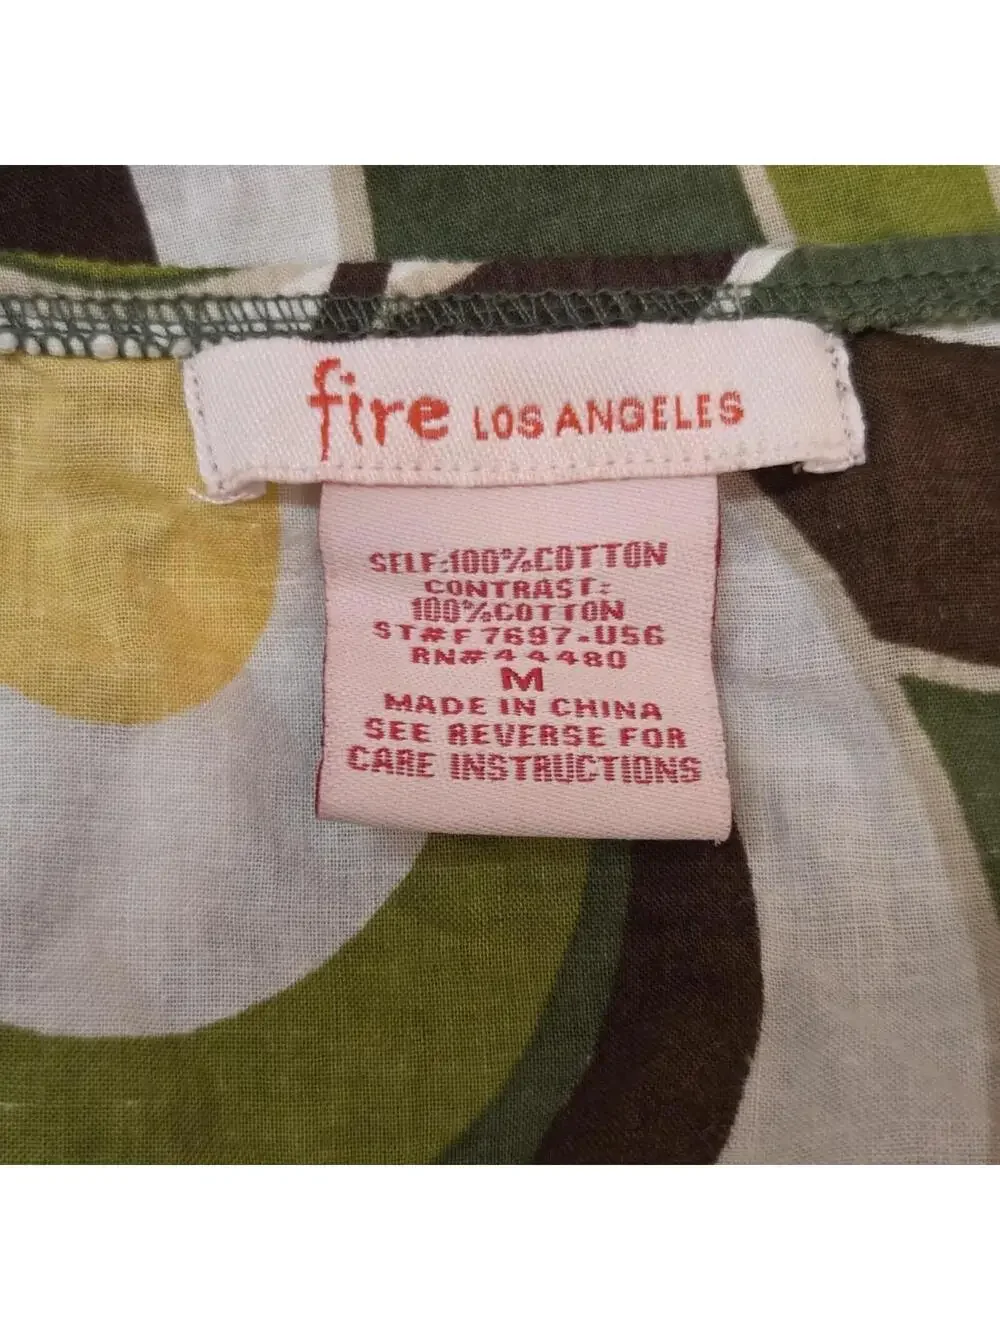 fire LOS ANGELES
SELF:100%COTTON
CONTRAST:
100%COTTON
ST#F7697-U56
RN#44480
M
MADE IN CHINA
SEE REVERSE FOR
CARE INSTRUCTIONS